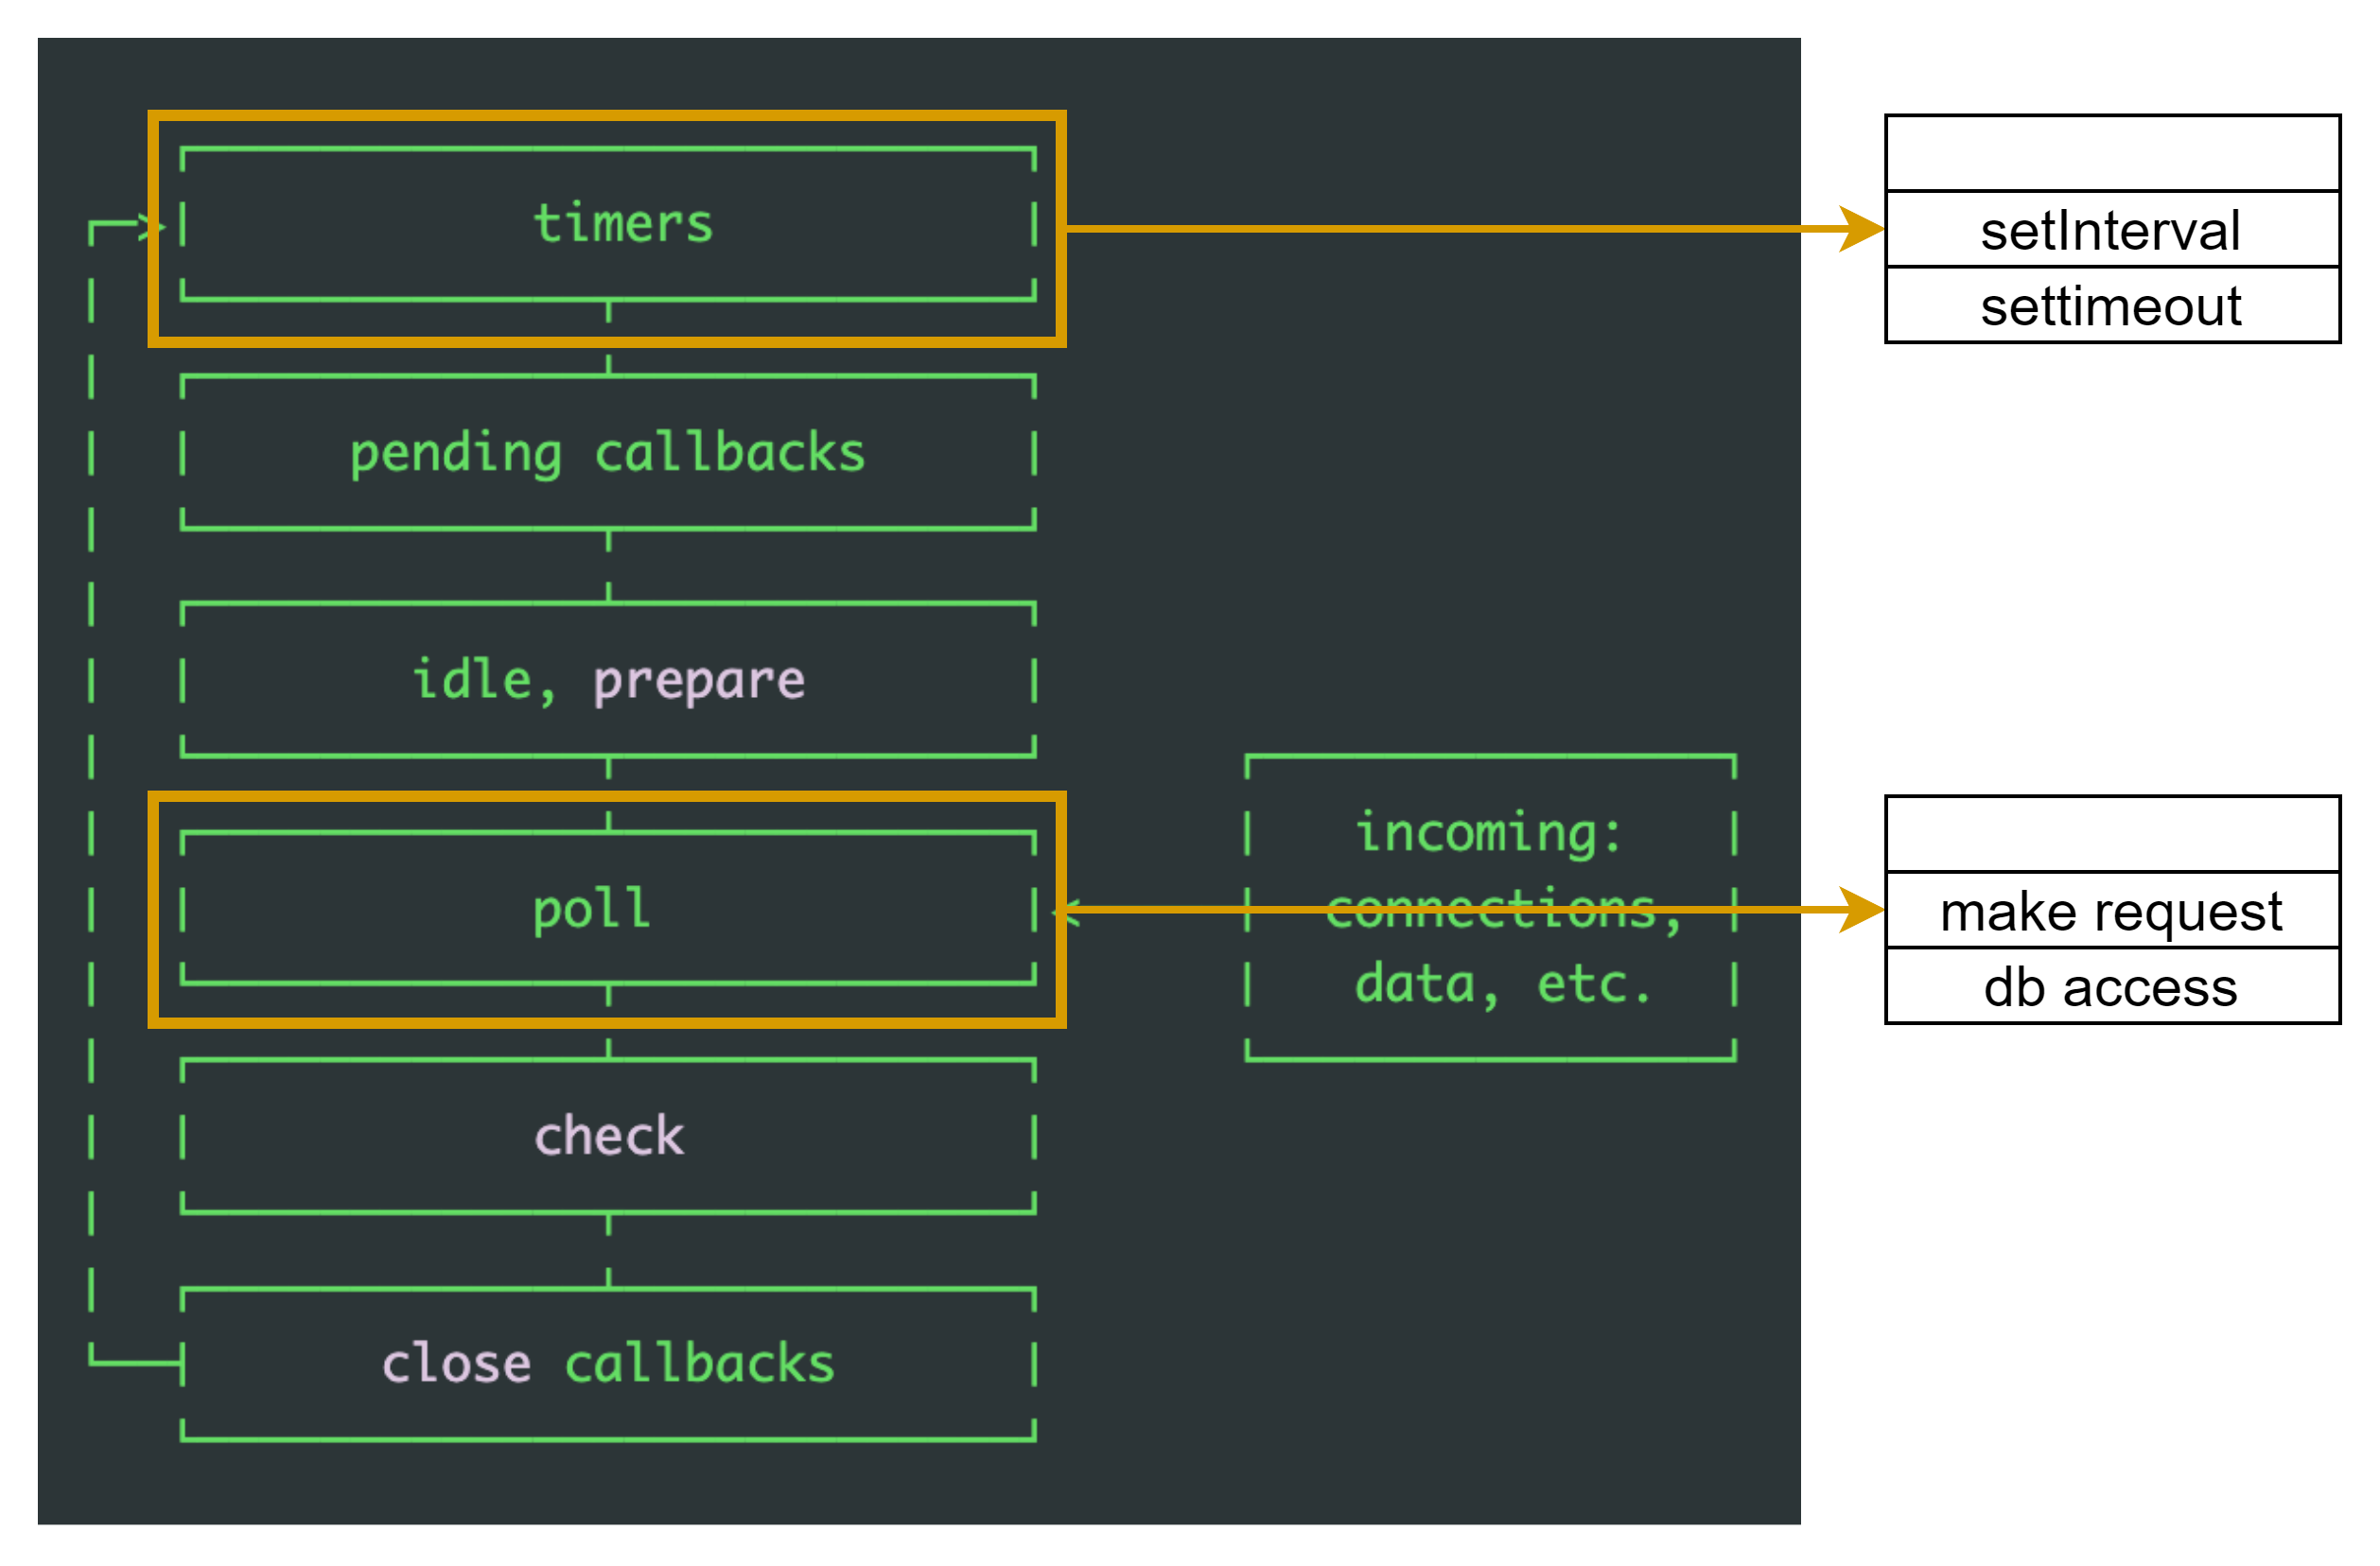 timers
setInterval
settimeout
pending callbacks
idle, prepare
poll
incoming:
connections,
data, etc.
make request
db access
check
close callbacks